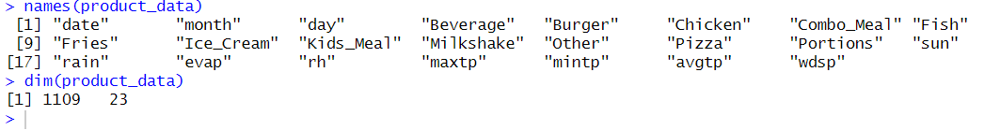 > names(product_data)
[1] "date" "month" "day" "Beverage" "Burger" "Chicken" "Combo_Meal" "Fish"
[9] "Fries" "Ice_Cream" "Kids_Meal" "Milkshake" "Other" "Pizza" "Portions" "sun"
[17] "rain" "evap" "rh" "maxtp" "mintp" "avgtp" "wdsp"
> dim(product_data)
[1] 1109 23
>